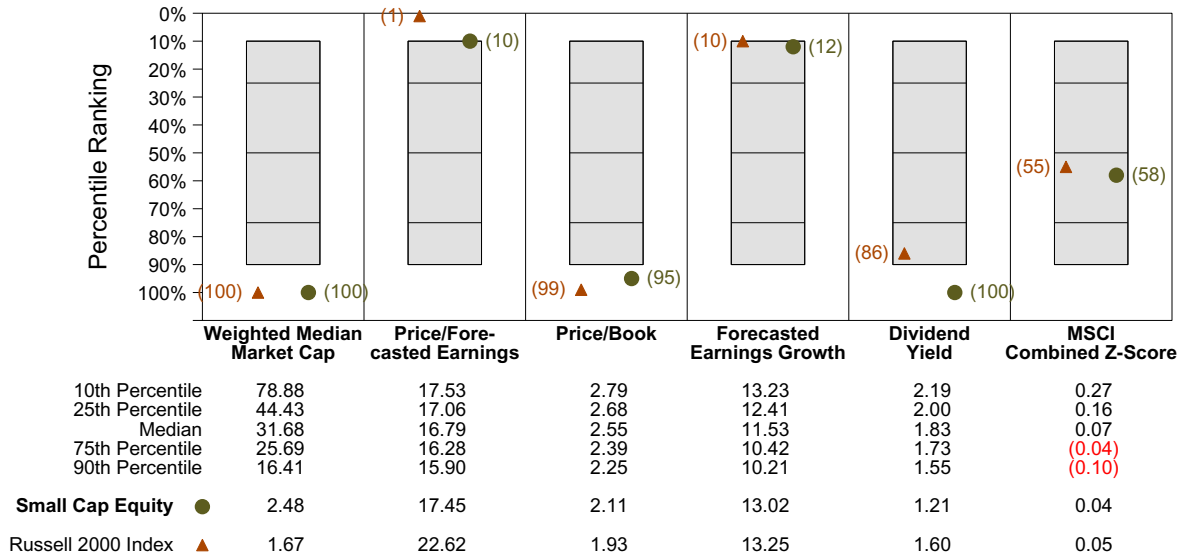 Percentile Ranking
0%
10%
20%
30%
40%
50%
60%
70%
80%
90%
100%
(100) (100)
(1) (10)
(99) (95)
(10) (12)
(86) (100)
(55) (58)
Weighted Median
Market Cap
Price/Fore-
casted Earnings
Price/Book
Forecasted
Earnings Growth
Dividend
Yield
MSCI
Combined Z-Score
10th Percentile 78.88 17.53 2.79 13.23 2.19 0.27
25th Percentile 44.43 17.06 2.68 12.41 2.00 0.16
Median 31.68 16.79 2.55 11.53 1.83 0.07
75th Percentile 25.69 16.28 2.39 10.42 1.73 (0.04)
90th Percentile 16.41 15.90 2.25 10.21 1.55 (0.10)
Small Cap Equity 2.48 17.45 2.11 13.02 1.21 0.04
Russell 2000 Index 1.67 22.62 1.93 13.25 1.60 0.05